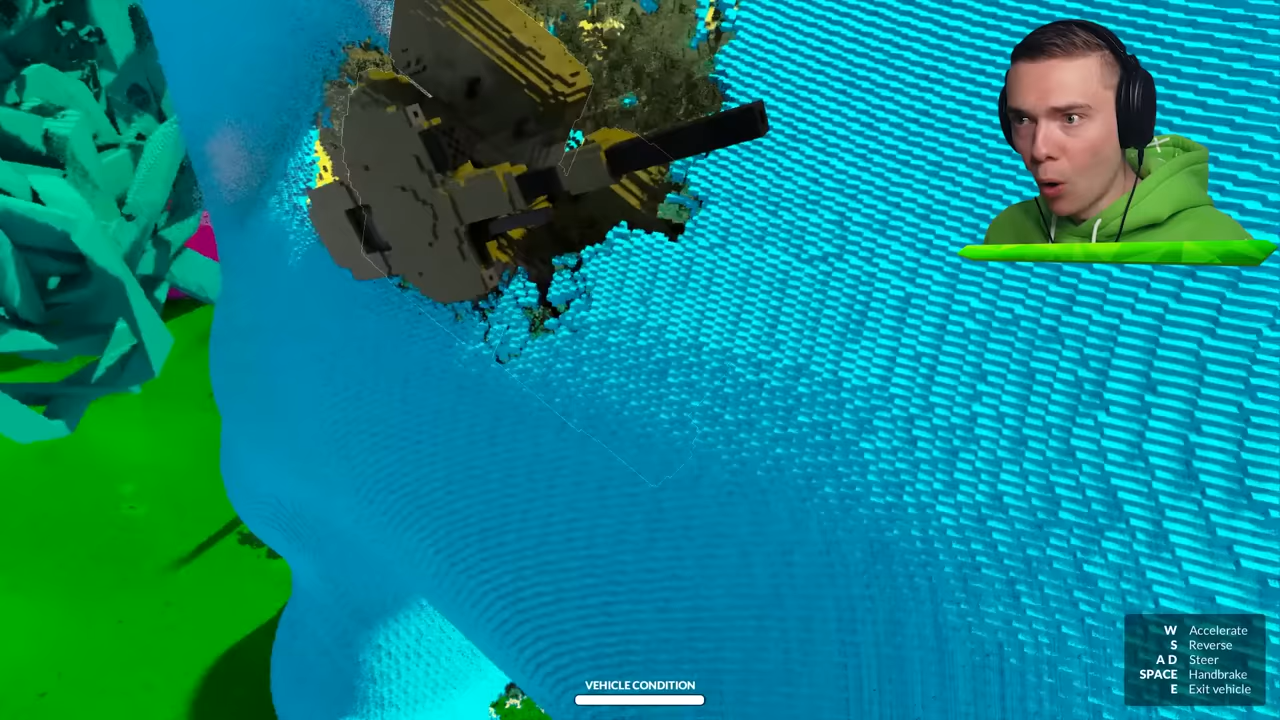 VEHICLE CONDITION
W Accelerate
S Reverse
A D Steer
SPACE Handbrake
E Exit vehicle